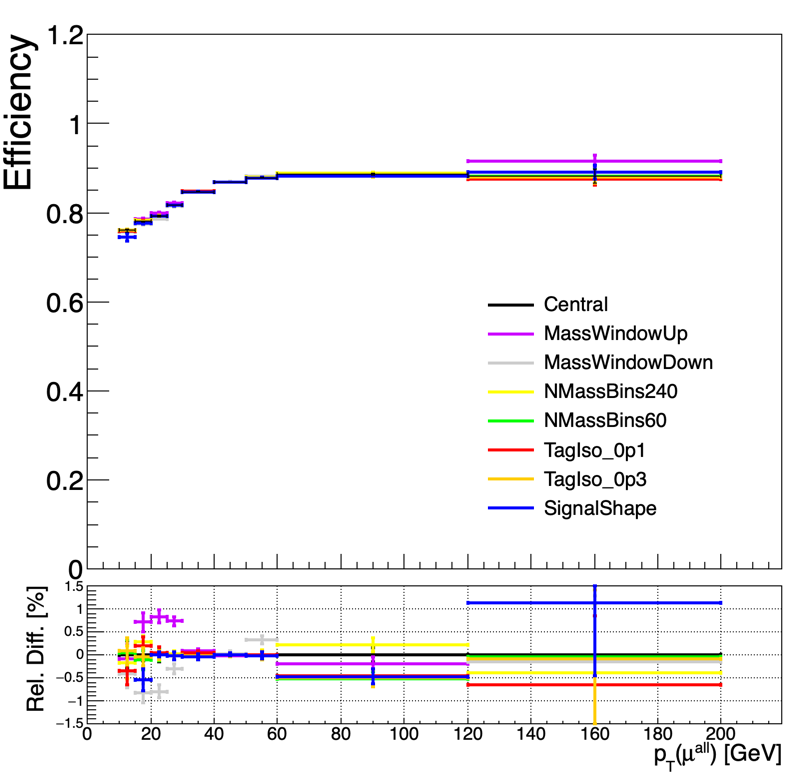 Efficiency
1.2
1
0.8
0.6
0.4
0.2
0
Central
MassWindowUp
MassWindowDown
NMassBins240
NMassBins60
TagIso_0p1
TagIso_0p3
SignalShape
Rel. Diff. [%]
1.5
1
0.5
0
−0.5
−1
−1.5
0 20 40 60 80 100 120 140 160 180 200
p_T(μ^all) [GeV]